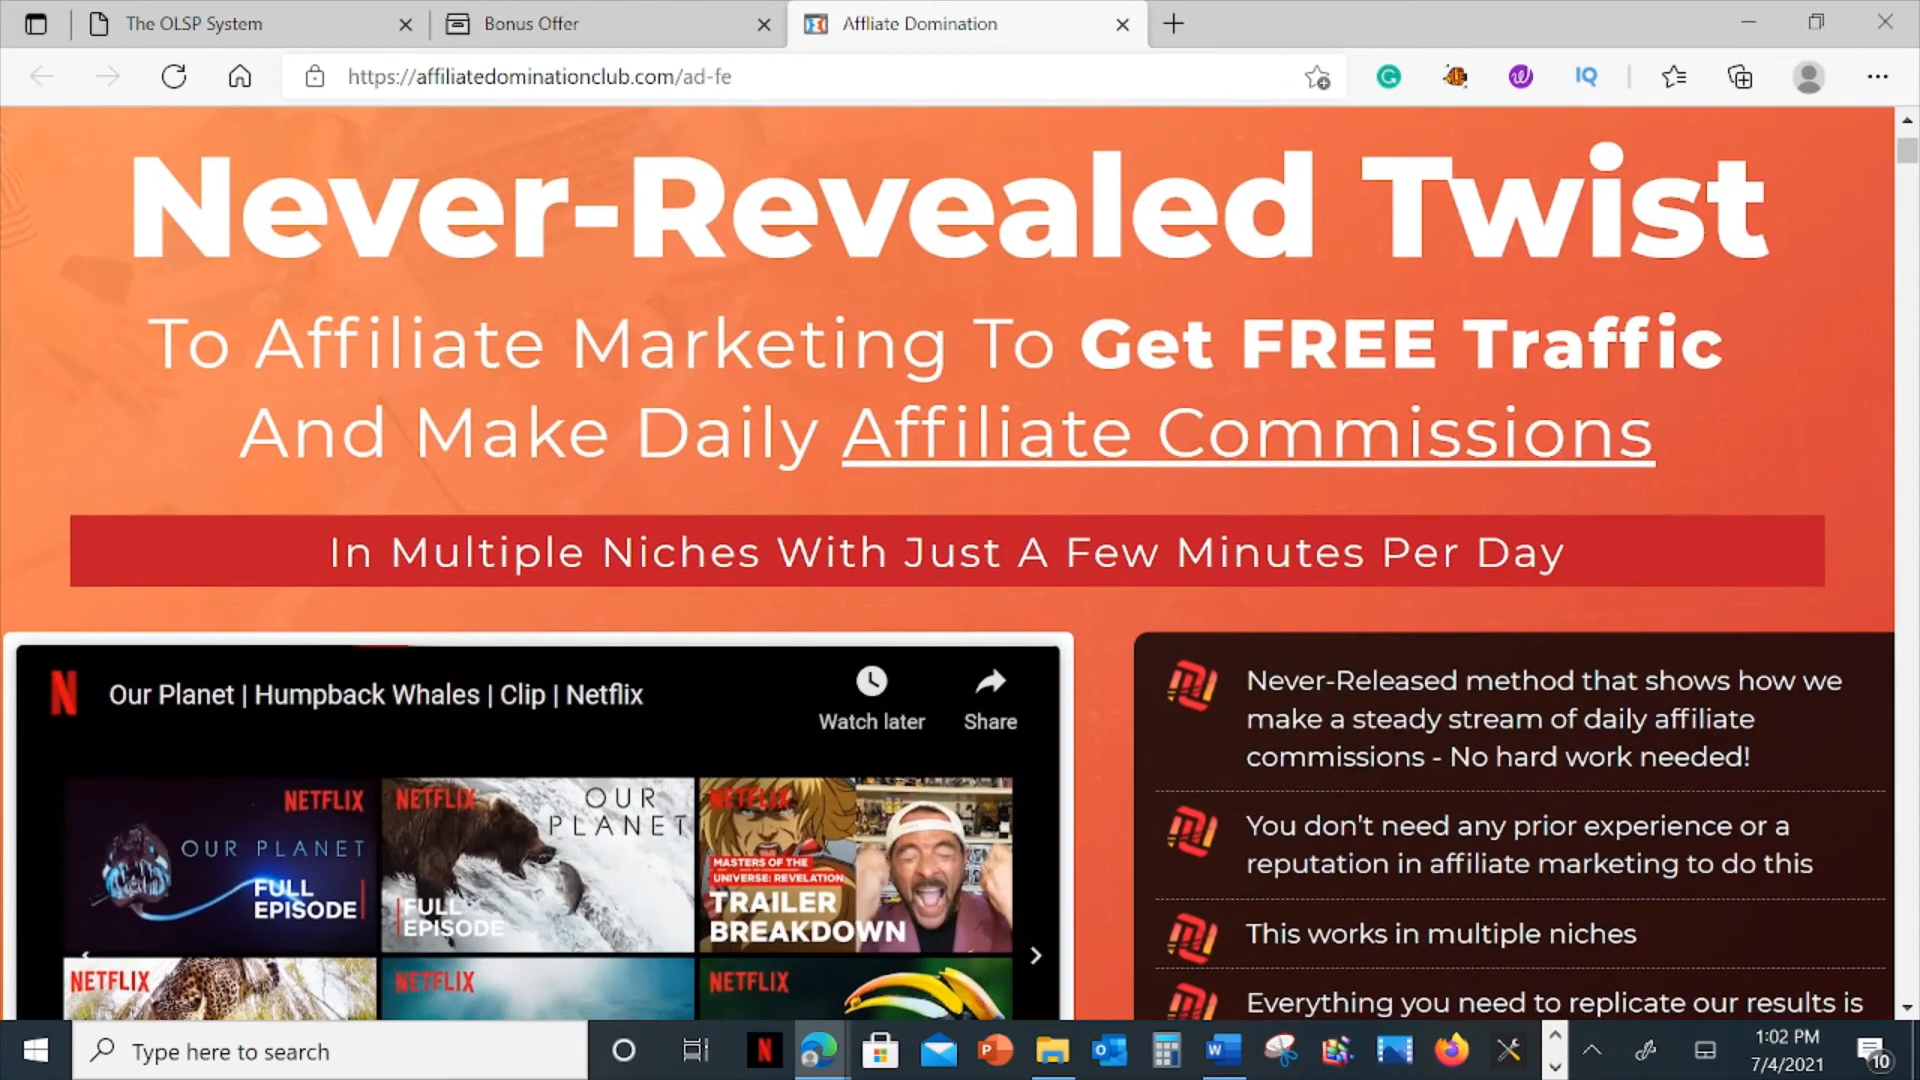 The OLSP System
Bonus Offer
Affliate Domination
https://affiliatedominationclub.com/ad-fe
IQ
Never-Revealed Twist
To Affiliate Marketing To Get FREE Traffic
And Make Daily Affiliate Commissions
In Multiple Niches With Just A Few Minutes Per Day
Our Planet | Humpback Whales | Clip | Netflix
Watch later
Share
NETFLIX
OUR PLANET
FULL
EPISODE
NETFLIX
OUR
PLANET
FULL
EPISODE
NETFLIX
MASTERS OF THE
UNIVERSE: REVELATION
TRAILER
BREAKDOWN
NETFLIX
NETFLIX
NETFLIX
Never-Released method that shows how we
make a steady stream of daily affiliate
commissions - No hard work needed!
You don't need any prior experience or a
reputation in affiliate marketing to do this
This works in multiple niches
Everything you need to replicate our results is
Type here to search
1:02 PM
7/4/2021
10